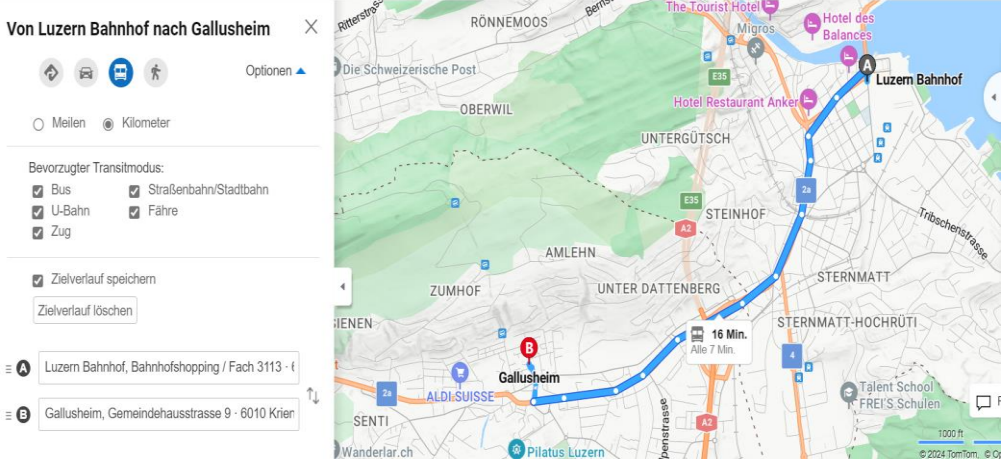 Von Luzern Bahnhof nach Gallusheim
Optionen
Meilen
Kilometer
Bevorzugter Transitmodus:
Bus
Straßenbahn/Stadtbahn
U-Bahn
Fähre
Zug
Zielverlauf speichern
Zielverlauf löschen
A
Luzern Bahnhof, Bahnhofshopping / Fach 3113 · 6
B
Gallusheim, Gemeindehausstrasse 9 · 6010 Krien
Ritterstrasse
RÖNNEMOOS
The Tourist Hotel
Migros
Hotel des
Balances
Die Schweizerische Post
E35
A
Luzern Bahnhof
Hotel Restaurant Anker
OBERWIL
UNTERGÜTSCH
2a
E35
STEINHOF
A2
Tribschenstrasse
AMLEHN
ZUMHOF
UNTER DATTENBERG
STERNMATT
IENEN
STERNMATT-HOCHRÜTI
16 Min.
Alle 7 Min.
B
Gallusheim
4
ALDI SUISSE
2a
Talent School
FREI'S Schulen
SENTI
A2
Wanderlar.ch
Pilatus Luzern
1000 ft
© 2024 TomTom, © Op